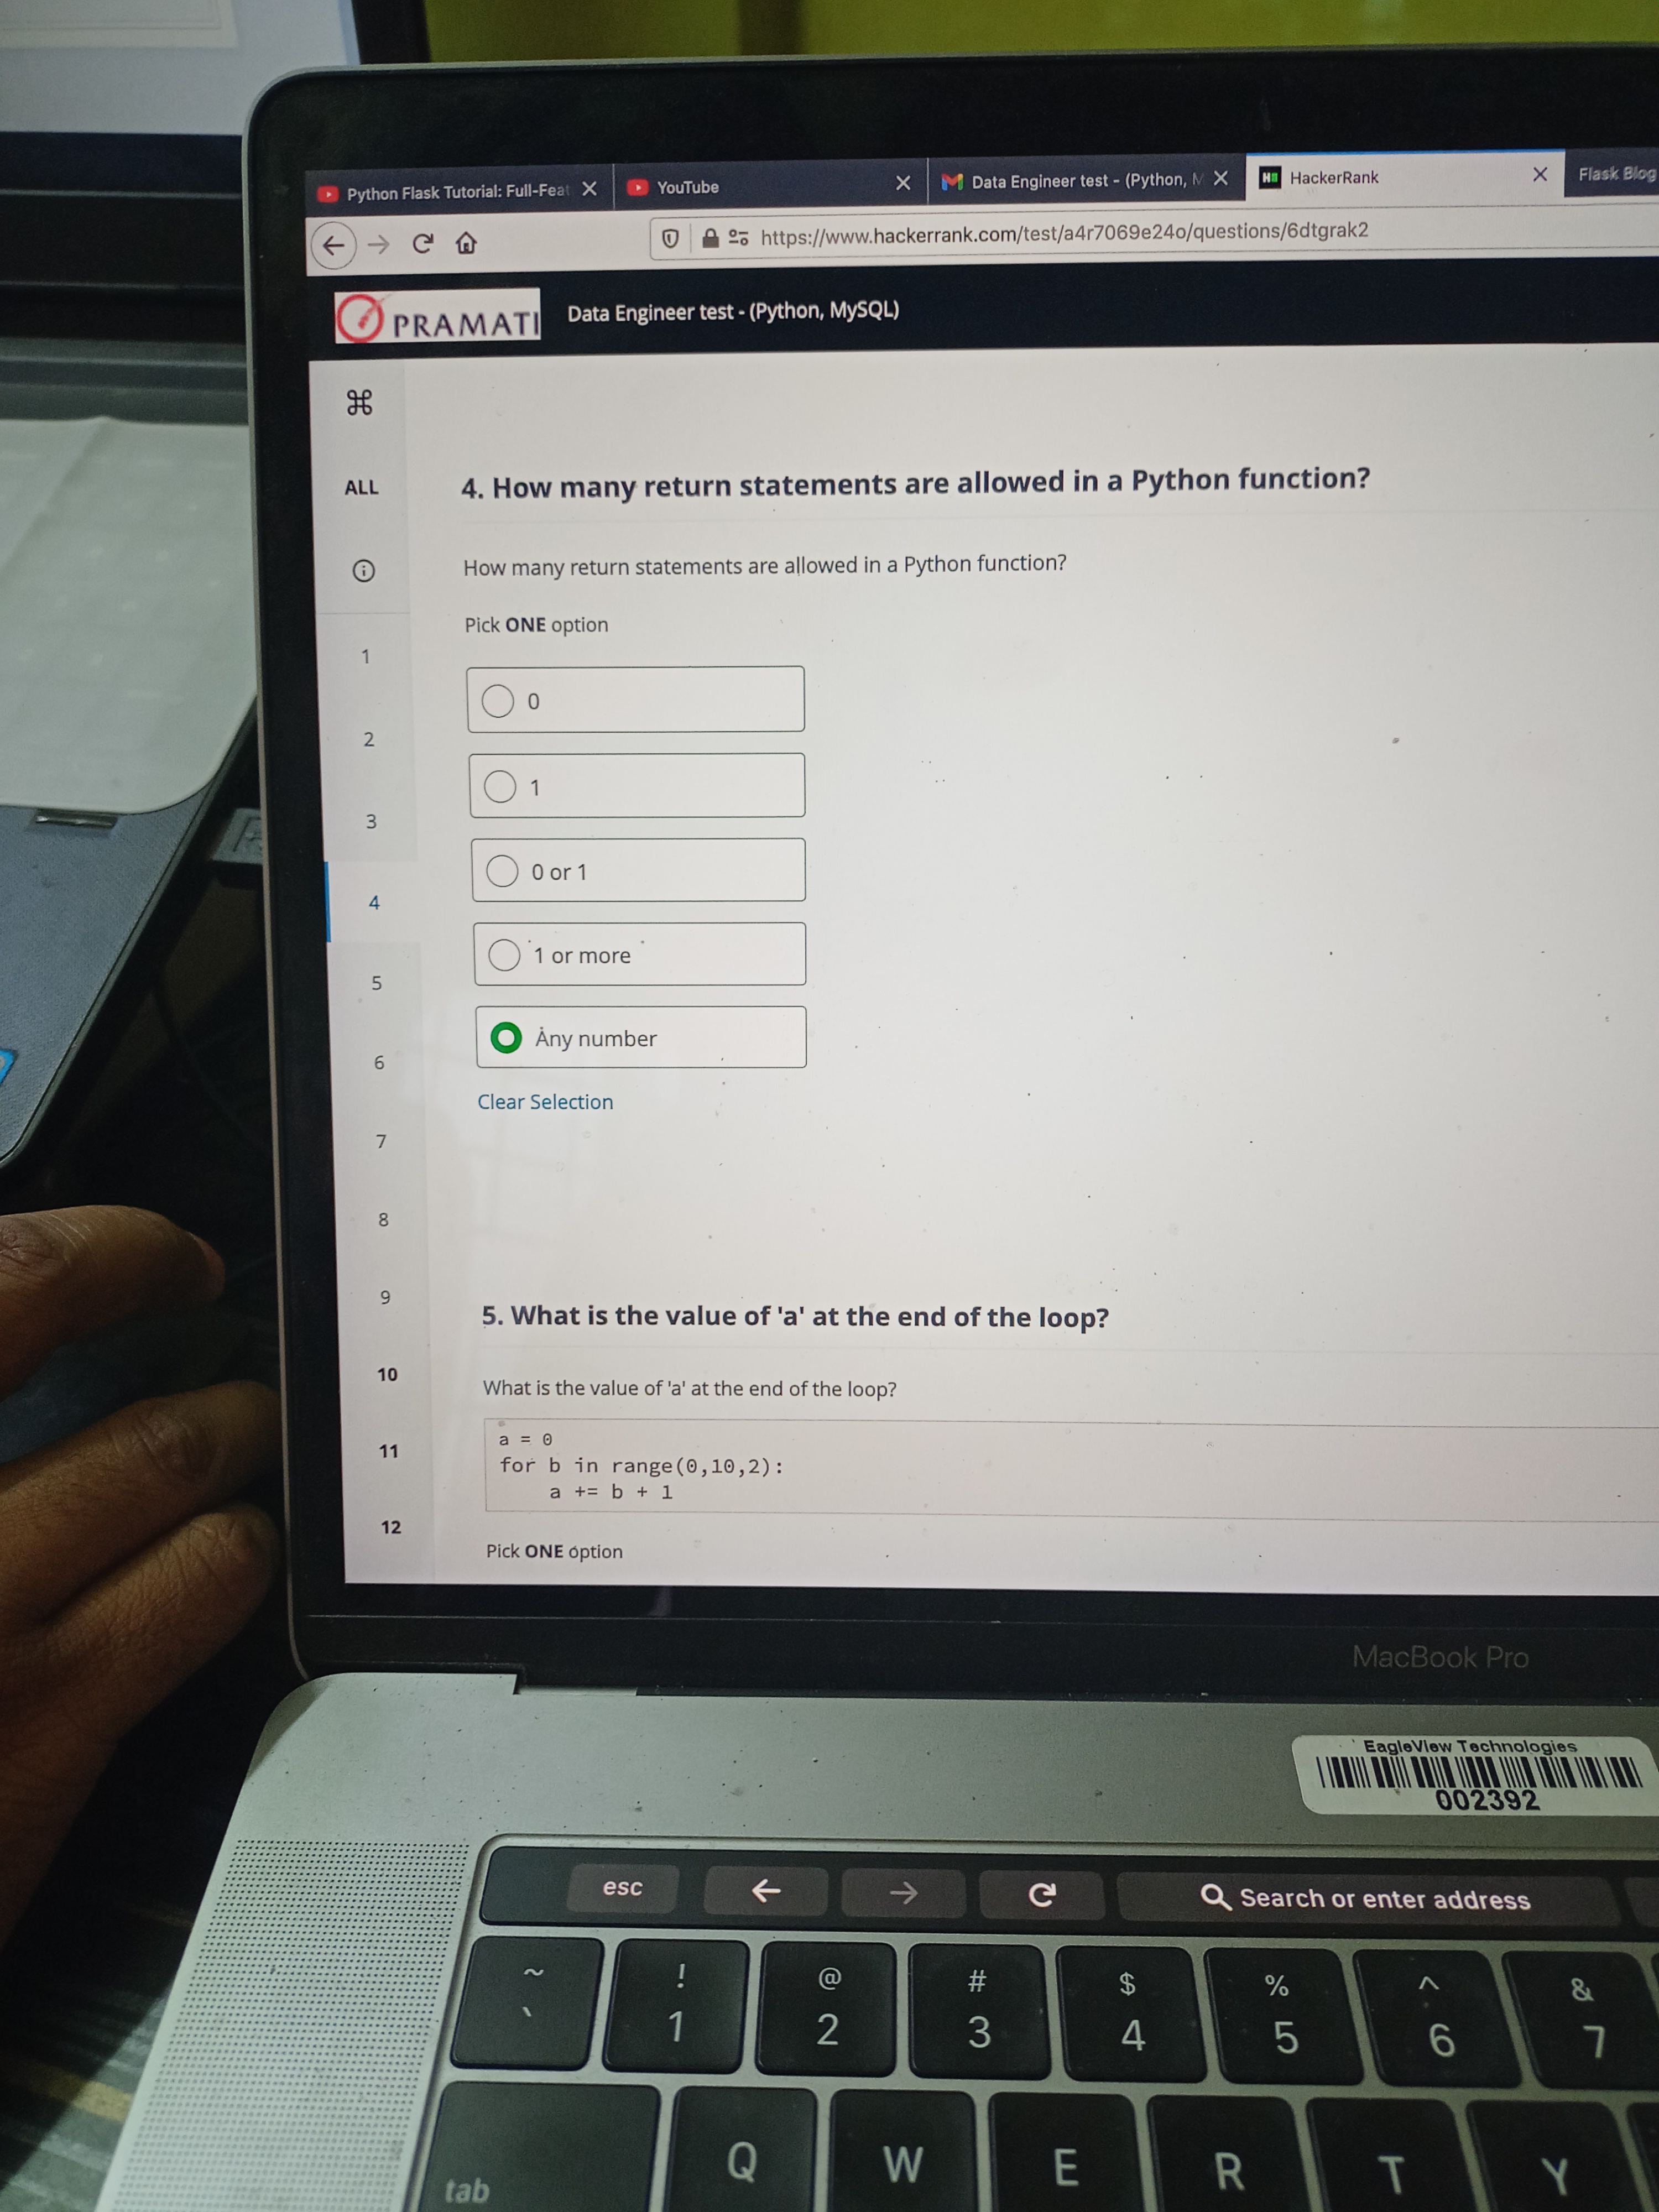 Python Flask Tutorial: Full-Feat
YouTube
Data Engineer test - (Python, M
HackerRank
Flask Blog
https://www.hackerrank.com/test/a4r7069e24o/questions/6dtgrak2
PRAMATI
Data Engineer test - (Python, MySQL)
ALL
1
2
3
4
5
6
7
8
9
10
11
12
4. How many return statements are allowed in a Python function?
How many return statements are allowed in a Python function?
Pick ONE option
0
1
0 or 1
1 or more
Any number
Clear Selection
5. What is the value of 'a' at the end of the loop?
What is the value of 'a' at the end of the loop?
a = 0
for b in range(0,10,2):
    a += b + 1
Pick ONE option
MacBook Pro
EagleView Technologies
002392
esc
Search or enter address
~ ! @ # $ % ^ &
` 1 2 3 4 5 6 7
tab Q W E R T Y